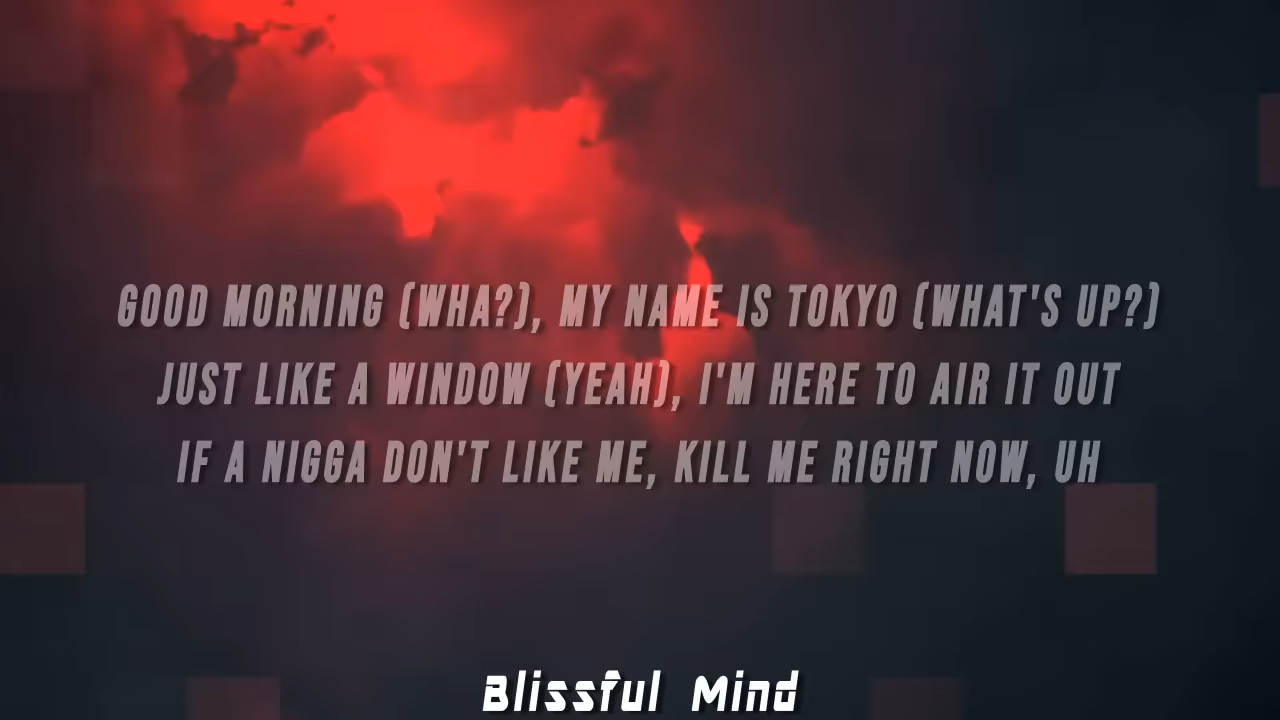 GOOD MORNING (WHA?), MY NAME IS TOKYO (WHAT'S UP?)
JUST LIKE A WINDOW (YEAH), I'M HERE TO AIR IT OUT
IF A NIGGA DON'T LIKE ME, KILL ME RIGHT NOW, UH
Blissful Mind